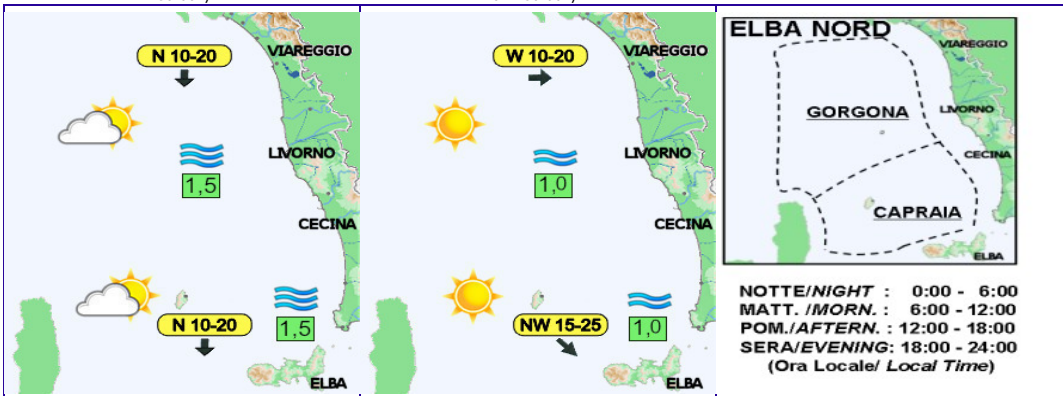 N 10-20
VIAREGGIO
LIVORNO
1,5
CECINA
N 10-20
1,5
ELBA
W 10-20
VIAREGGIO
LIVORNO
1,0
CECINA
NW 15-25
1,0
ELBA
ELBA NORD
VIAREGGIO
GORGONA
LIVORNO
CECINA
CAPRAIA
ELBA
NOTTE/NIGHT : 0:00 - 6:00
MATT. /MORN. : 6:00 - 12:00
POM./AFTERN. : 12:00 - 18:00
SERA/EVENING: 18:00 - 24:00
(Ora Locale/ Local Time)